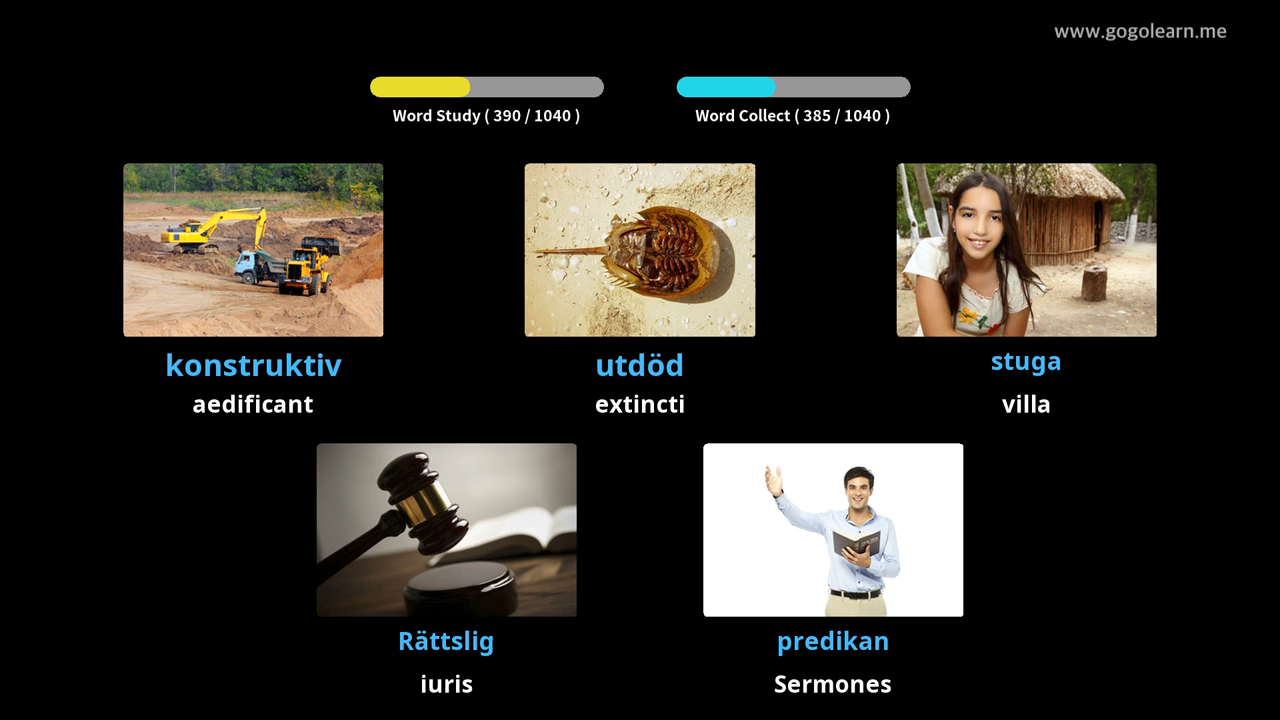 www.gogolearn.me
Word Study ( 390 / 1040 )
Word Collect ( 385 / 1040 )
konstruktiv
aedificant
utdöd
extincti
stuga
villa
Rättslig
iuris
predikan
Sermones